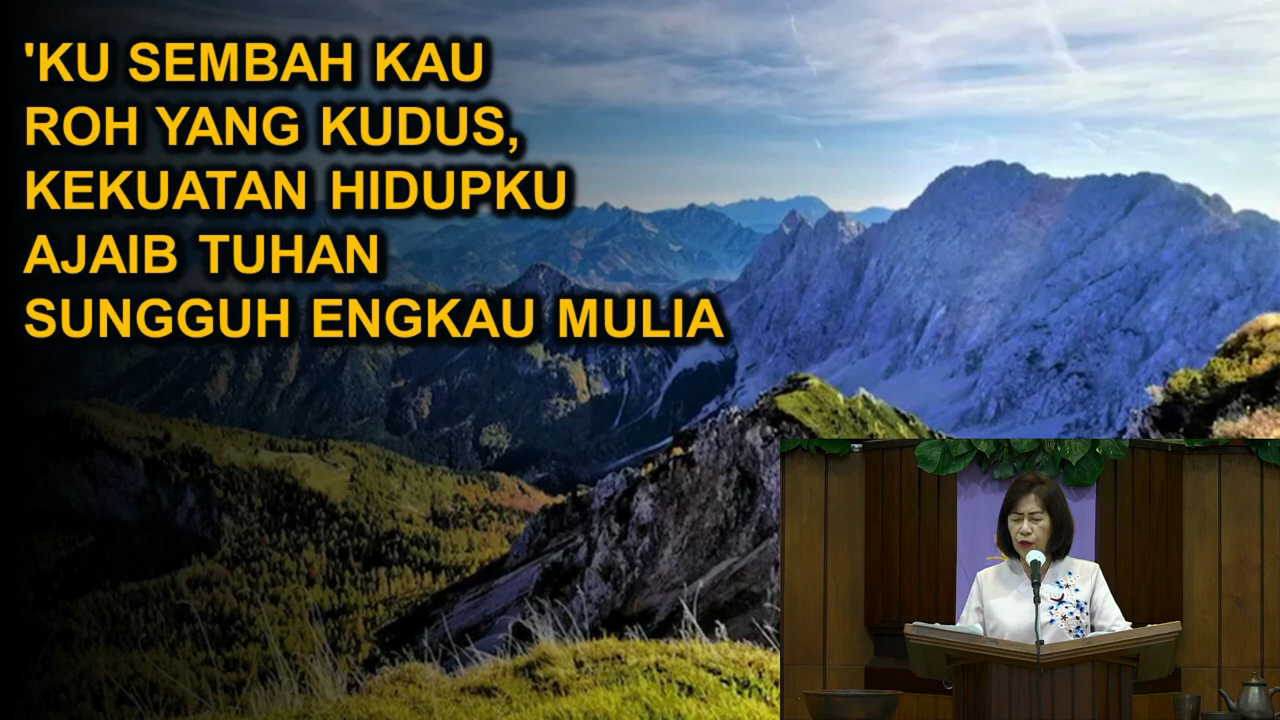 'KU SEMBAH KAU
ROH YANG KUDUS,
KEKUATAN HIDUPKU
AJAIB TUHAN
SUNGGUH ENGKAU MULIA